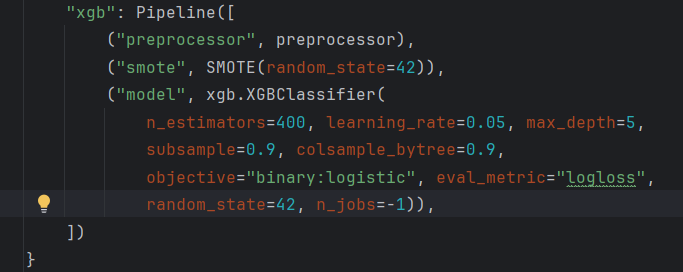 "xgb": Pipeline([
("preprocessor", preprocessor),
("smote", SMOTE(random_state=42)),
("model", xgb.XGBClassifier(
n_estimators=400, learning_rate=0.05, max_depth=5,
subsample=0.9, colsample_bytree=0.9,
objective="binary:logistic", eval_metric="logloss",
random_state=42, n_jobs=-1)),
])
}